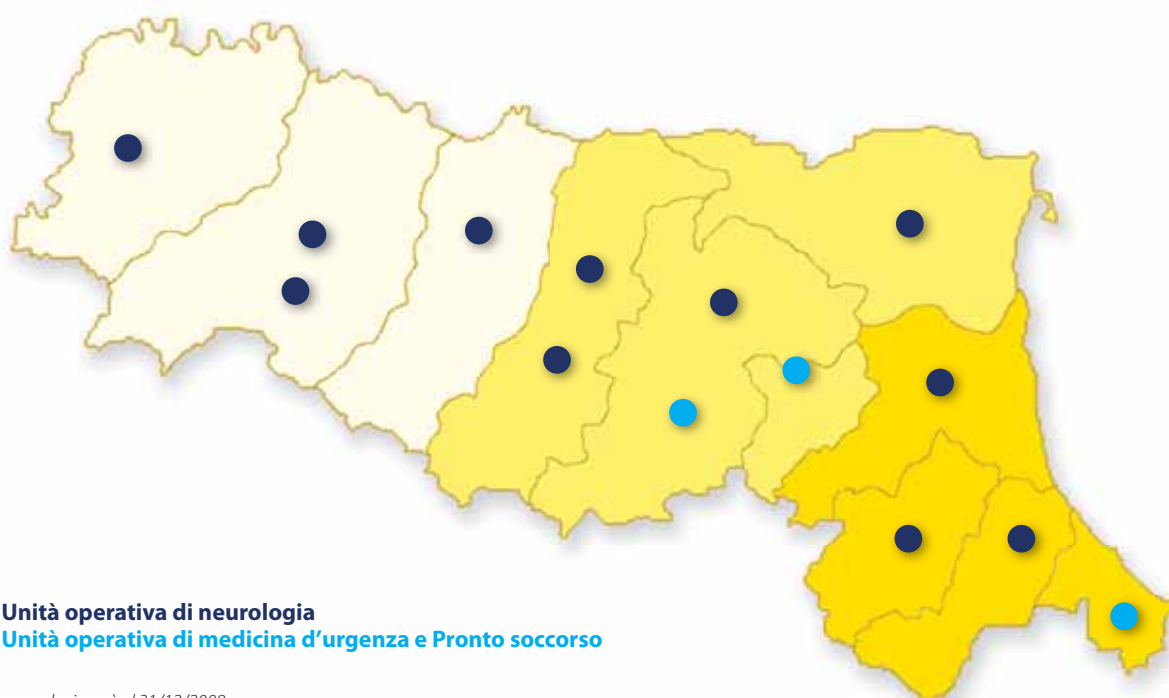 Unità operativa di neurologia
Unità operativa di medicina d'urgenza e Pronto soccorso